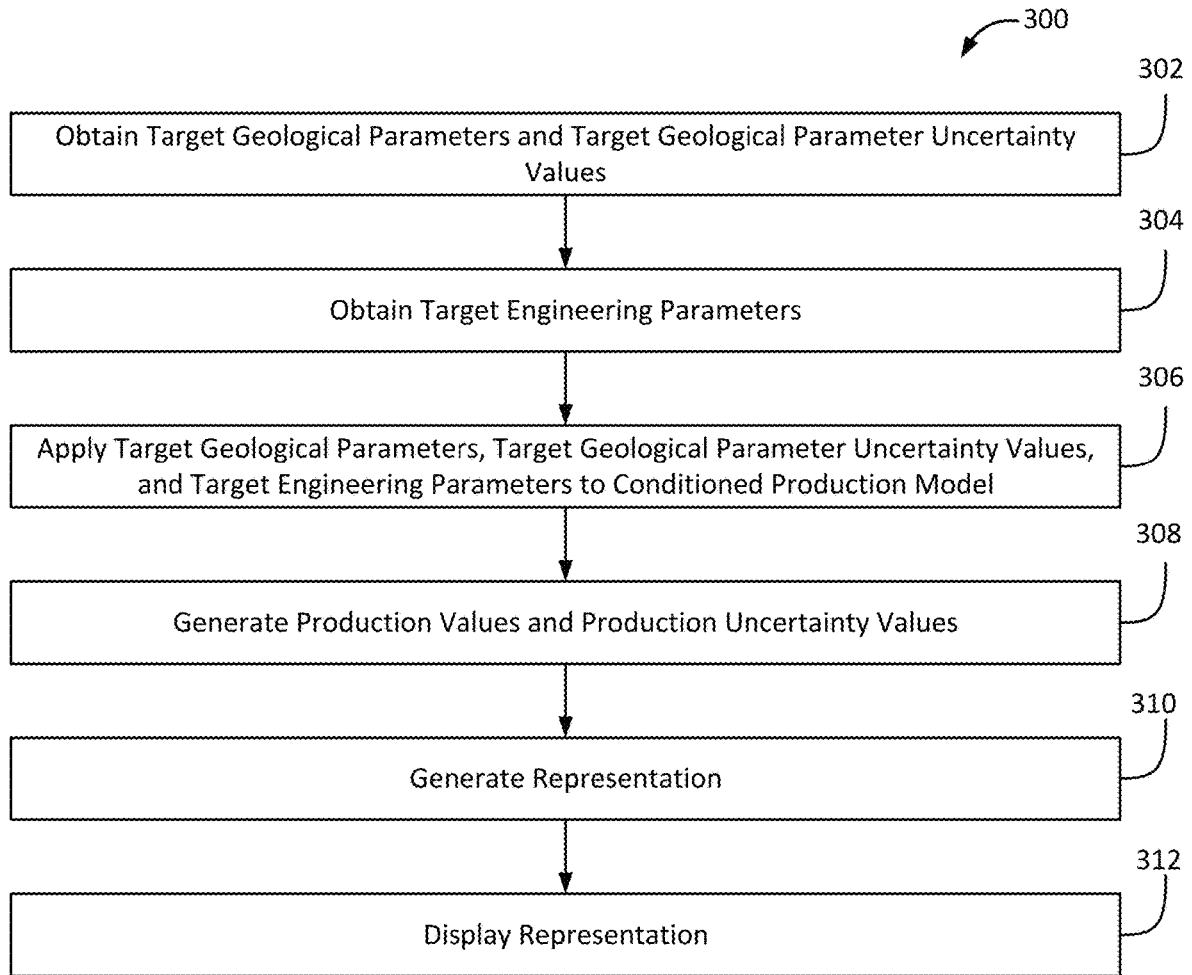 300
302
Obtain Target Geological Parameters and Target Geological Parameter Uncertainty
Values
304
Obtain Target Engineering Parameters
306
Apply Target Geological Parameters, Target Geological Parameter Uncertainty Values,
and Target Engineering Parameters to Conditioned Production Model
308
Generate Production Values and Production Uncertainty Values
310
Generate Representation
312
Display Representation